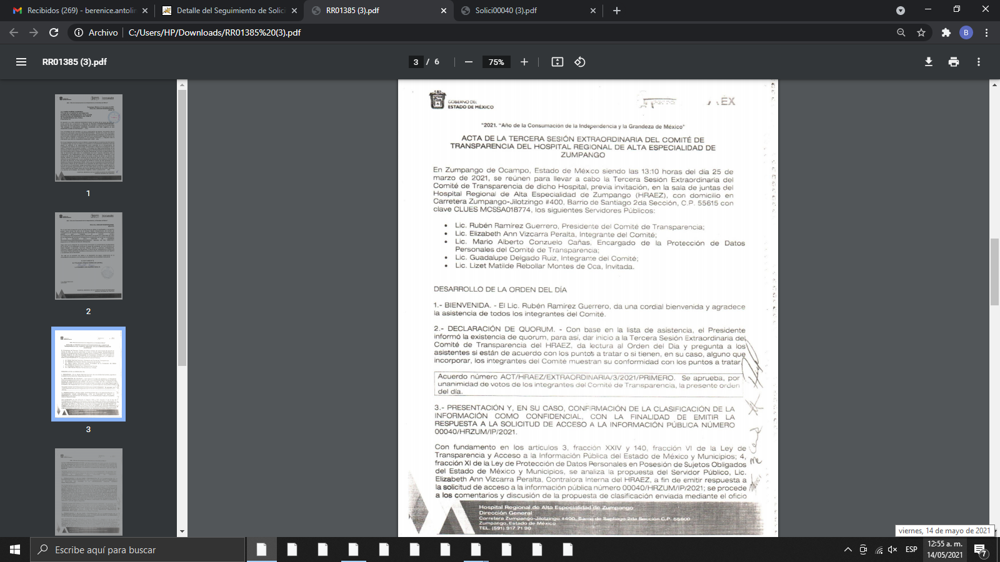 Recibidos (269) - berenice.antolin
Detalle del Seguimiento de Solici
RR01385 (3).pdf
Solici00040 (3).pdf
Archivo
C:/Users/HP/Downloads/RR01385%20(3).pdf
B
RR01385 (3).pdf
3 / 6
75%
1
2
3
GOBIERNO DEL
ESTADO DE MÉXICO
"2021. "Año de la Consumación de la Independencia y la Grandeza de México"
ACTA DE LA TERCERA SESIÓN EXTRAORDINARIA DEL COMITÉ DE
TRANSPARENCIA DEL HOSPITAL REGIONAL DE ALTA ESPECIALIDAD DE
ZUMPANGO
En Zumpango de Ocampo, Estado de México siendo las 13:10 horas del día 25 de
marzo de 2021, se reúnen para llevar a cabo la Tercera Sesión Extraordinaria del
Comité de Transparencia de dicho Hospital, previa invitación, en la sala de juntas del
Hospital Regional de Alta Especialidad de Zumpango (HRAEZ), con domicilio en
Carretera Zumpango-Jilotzingo #400, Barrio de Santiago 2da Sección, C.P. 55615 con
clave CLUES MCSSA018774, los siguientes Servidores Públicos:
• Lic. Rubén Ramírez Guerrero, Presidente del Comité de Transparencia;
• Lic. Elizabeth Ann Vizcarra Peralta, Integrante del Comité;
• Lic. Mario Alberto Conzuelo Cañas, Encargado de la Protección de Datos
Personales del Comité de Transparencia;
• Lic. Guadalupe Delgado Ruiz, Integrante del Comité;
• Lic. Lizet Matilde Rebollar Montes de Oca, Invitada.
DESARROLLO DE LA ORDEN DEL DÍA
1.- BIENVENIDA. - El Lic. Rubén Ramírez Guerrero, da una cordial bienvenida y agradece
la asistencia de todos los integrantes del Comité.
2.- DECLARACIÓN DE QUORUM. - Con base en la lista de asistencia, el Presidente
informó la existencia de quorum, para así, dar inicio a la Tercera Sesión Extraordinaria del
Comité de Transparencia del HRAEZ, da lectura al Orden del Día y pregunta a los
asistentes si están de acuerdo con los puntos a tratar o si tienen, en su caso, alguno que
incorporar, los integrantes del Comité muestran su conformidad con los puntos a tratar.
Acuerdo número ACT/HRAEZ/EXTRAORDINARIA/3/2021/PRIMERO. Se aprueba, por
unanimidad de votos de los integrantes del Comité de Transparencia, la presente orden
del día.
3.- PRESENTACIÓN Y, EN SU CASO, CONFIRMACIÓN DE LA CLASIFICACIÓN DE LA
INFORMACIÓN COMO CONFIDENCIAL, CON LA FINALIDAD DE EMITIR LA
RESPUESTA A LA SOLICITUD DE ACCESO A LA INFORMACIÓN PÚBLICA NÚMERO
00040/HRZUM/IP/2021.
Con fundamento en los artículos 3, fracción XXIV y 140, fracción VI de la Ley de
Transparencia y Acceso a la Información Pública del Estado de México y Municipios; 4,
fracción XI de la Ley de Protección de Datos Personales en Posesión de Sujetos Obligados
del Estado de México y Municipios, se analiza la propuesta del Servidor Público, Lic.
Elizabeth Ann Vizcarra Peralta, Contralora Interna del HRAEZ, a fin de emitir respuesta a
la solicitud de acceso a la información pública número 00040/HRZUM/IP/2021; se procede
a los comentarios y discusión de la propuesta de clasificación enviada mediante el oficio
Hospital Regional de Alta Especialidad de Zumpango
Dirección General
Carretera Zumpango-Jilotzingo #400, Barrio de Santiago 2da Sección C.P. 55600
Zumpango, Estado de México
TEL. (591) 917 71 90
viernes, 14 de mayo de 2021
Escribe aquí para buscar
ESP
12:55 a. m.
14/05/2021
7